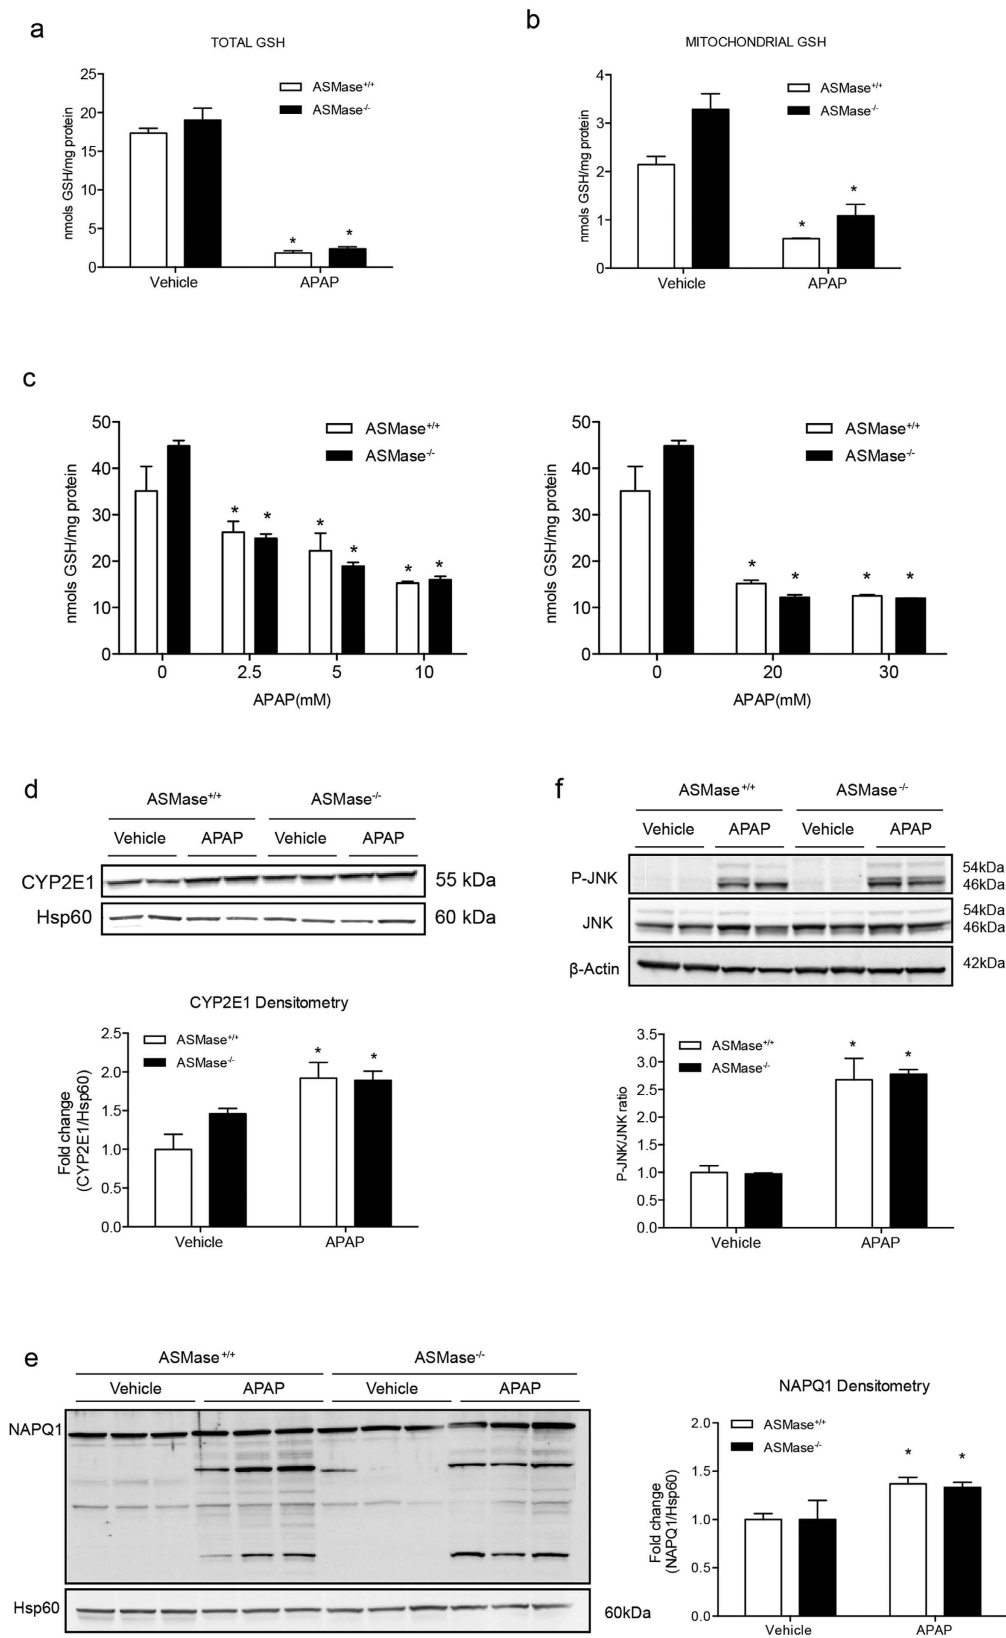 a
TOTAL GSH
nmols GSH/mg protein
25
20
15
10
5
0
ASMase+/+
ASMase-/-
* *
Vehicle APAP
b
MITOCHONDRIAL GSH
nmols GSH/mg protein
4
3
2
1
0
ASMase+/+
ASMase-/-
* *
Vehicle APAP
c
nmols GSH/mg protein
50
40
30
20
10
0
ASMase+/+
ASMase-/-
* * * * * *
0 2.5 5 10
APAP(mM)
nmols GSH/mg protein
50
40
30
20
10
0
ASMase+/+
ASMase-/-
* * * *
0 20 30
APAP(mM)
d
ASMase+/+ ASMase-/-
Vehicle APAP Vehicle APAP
CYP2E1 55 kDa
Hsp60 60 kDa
CYP2E1 Densitometry
Fold change
(CYP2E1/Hsp60)
2.5
2.0
1.5
1.0
0.5
0.0
ASMase+/+
ASMase-/-
* *
Vehicle APAP
f
ASMase+/+ ASMase-/-
Vehicle APAP Vehicle APAP
P-JNK 54kDa
46kDa
JNK 54kDa
46kDa
β-Actin 42kDa
P-JNK/JNK ratio
3.5
3.0
2.5
2.0
1.5
1.0
0.5
0.0
ASMase+/+
ASMase-/-
* *
Vehicle APAP
e
ASMase+/+ ASMase-/-
Vehicle APAP Vehicle APAP
NAPQ1
Hsp60 60kDa
NAPQ1 Densitometry
Fold change
(NAPQ1/Hsp60)
2.0
1.5
1.0
0.5
0.0
ASMase+/+
ASMase-/-
* *
Vehicle APAP